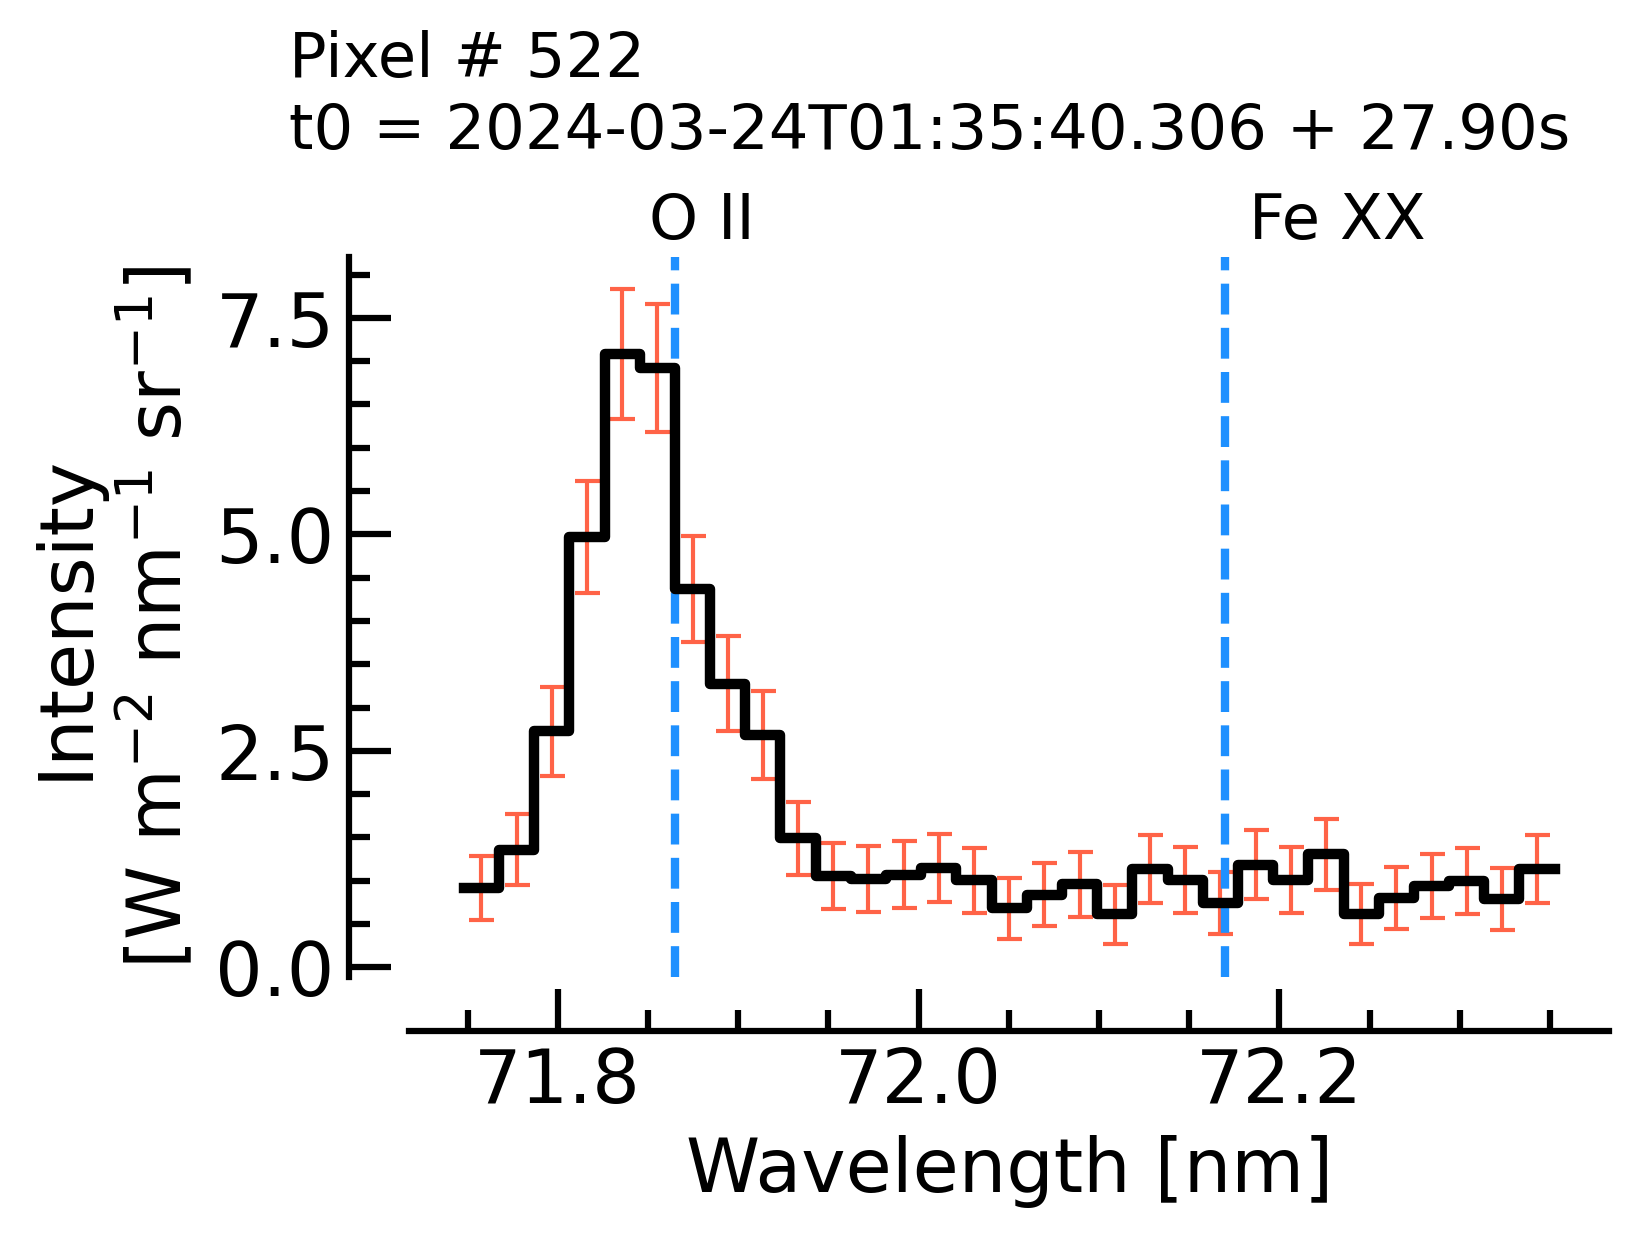 Pixel # 522
t0 = 2024-03-24T01:35:40.306 + 27.90s
O II
Fe XX
Intensity
[W m⁻² nm⁻¹ sr⁻¹]
7.5
5.0
2.5
0.0
71.8
72.0
72.2
Wavelength [nm]